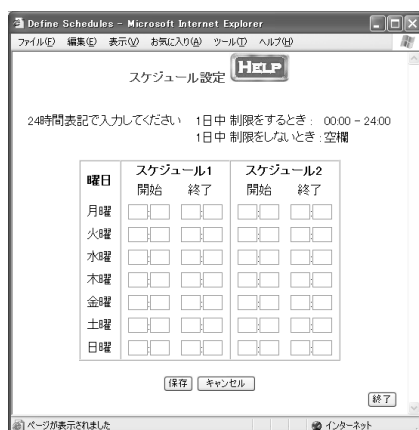 Define Schedules - Microsoft Internet Explorer
ファイル(F) 編集(E) 表示(V) お気に入り(A) ツール(T) ヘルプ(H)
スケジュール設定 HELP
24時間表記で入力してください 1日中 制限をするとき : 00:00 - 24:00
1日中 制限をしないとき : 空欄
曜日 スケジュール1 スケジュール2
開始 終了 開始 終了
月曜 : : : :
火曜 : : : :
水曜 : : : :
木曜 : : : :
金曜 : : : :
土曜 : : : :
日曜 : : : :
保存 キャンセル
終了
ページが表示されました インターネット